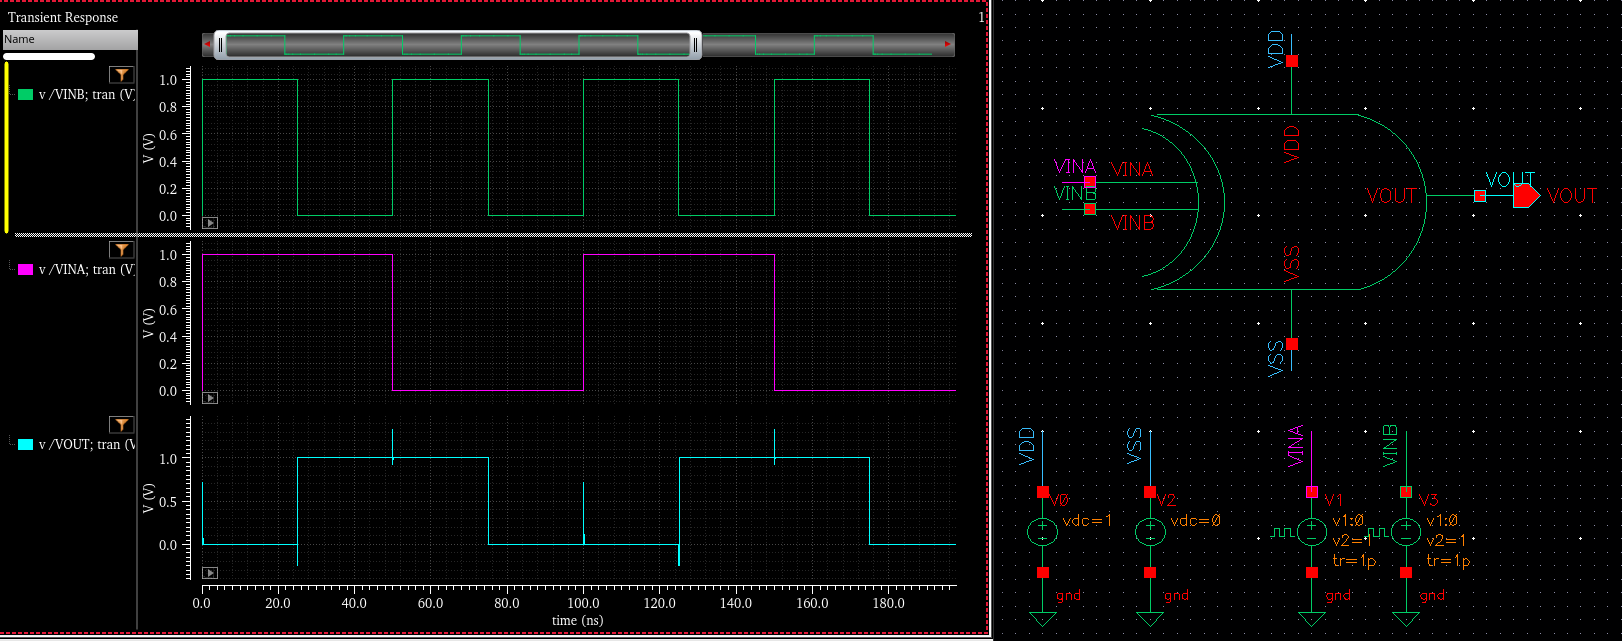 Transient Response
1
Name
v /VINB; tran (V)
1.0
0.8
0.6
0.4
0.2
0.0
V (V)
v /VINA; tran (V)
1.0
0.8
0.6
0.4
0.2
0.0
V (V)
v /VOUT; tran (V
1.0
0.5
0.0
V (V)
0.0 20.0 40.0 60.0 80.0 100.0 120.0 140.0 160.0 180.0
time (ns)
VDD
VDD
VINA VINA
VINB
VINB
VOUT
VOUT
VOUT
VSS
VSS
VDD VSS VINA VINB
V0 V2 V1 V3
vdc=1 vdc=0 v1:0 v1:0
v2=1 v2=1
tr=1p tr=1p
gnd gnd gnd gnd